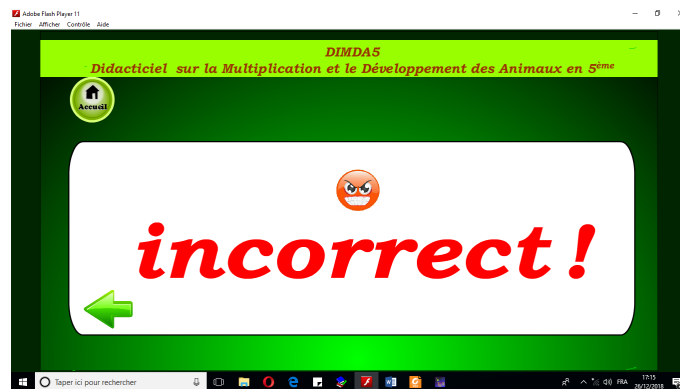 Adobe Flash Player 11
Fichier Afficher Contrôle Aide
DIMDA5
Didacticiel sur la Multiplication et le Développement des Animaux en 5ème
Accueil
incorrect !
Taper ici pour rechercher
FRA
17:15
26/12/2018